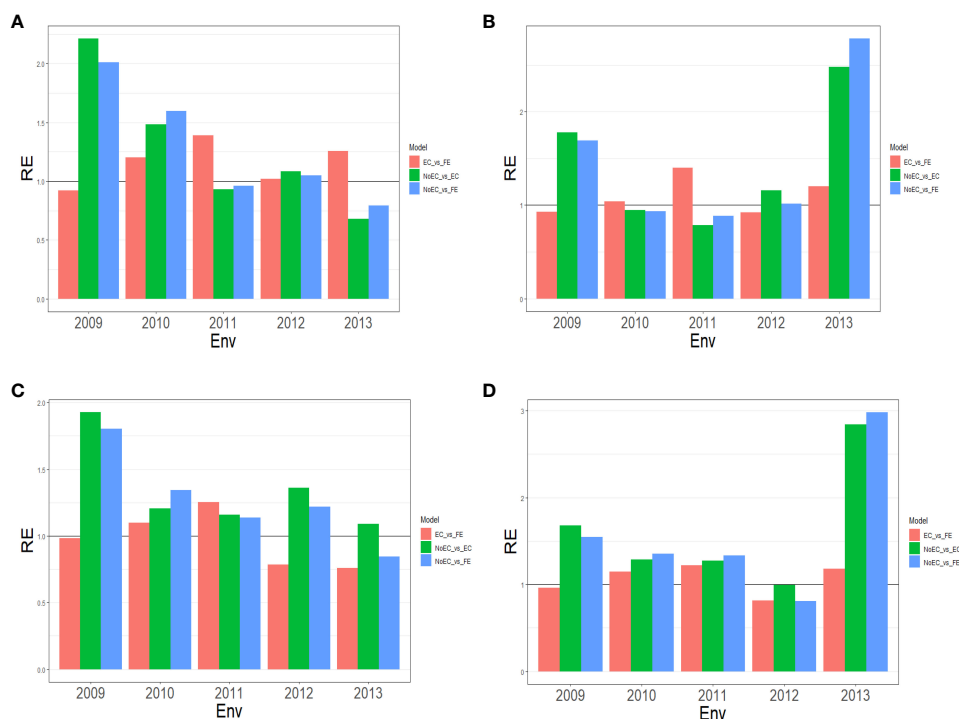 A
RE
2.0
1.5
1.0
0.5
0.0
2009 2010 2011 2012 2013
Env
Model
EC_vs_FE
NoEC_vs_EC
NoEC_vs_FE
B
RE
2
1
0
2009 2010 2011 2012 2013
Env
Model
EC_vs_FE
NoEC_vs_EC
NoEC_vs_FE
C
RE
2.0
1.5
1.0
0.5
0.0
2009 2010 2011 2012 2013
Env
Model
EC_vs_FE
NoEC_vs_EC
NoEC_vs_FE
D
RE
3
2
1
0
2009 2010 2011 2012 2013
Env
Model
EC_vs_FE
NoEC_vs_EC
NoEC_vs_FE